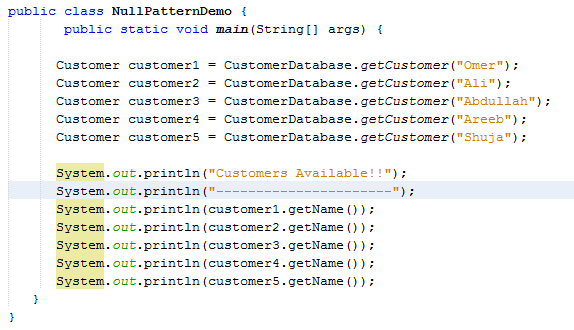 public class NullPatternDemo {
public static void main(String[] args) {
Customer customer1 = CustomerDatabase.getCustomer("Omer");
Customer customer2 = CustomerDatabase.getCustomer("Ali");
Customer customer3 = CustomerDatabase.getCustomer("Abdullah");
Customer customer4 = CustomerDatabase.getCustomer("Areeb");
Customer customer5 = CustomerDatabase.getCustomer("Shuja");
System.out.println("Customers Available!!");
System.out.println("----------------------");
System.out.println(customer1.getName());
System.out.println(customer2.getName());
System.out.println(customer3.getName());
System.out.println(customer4.getName());
System.out.println(customer5.getName());
}
}